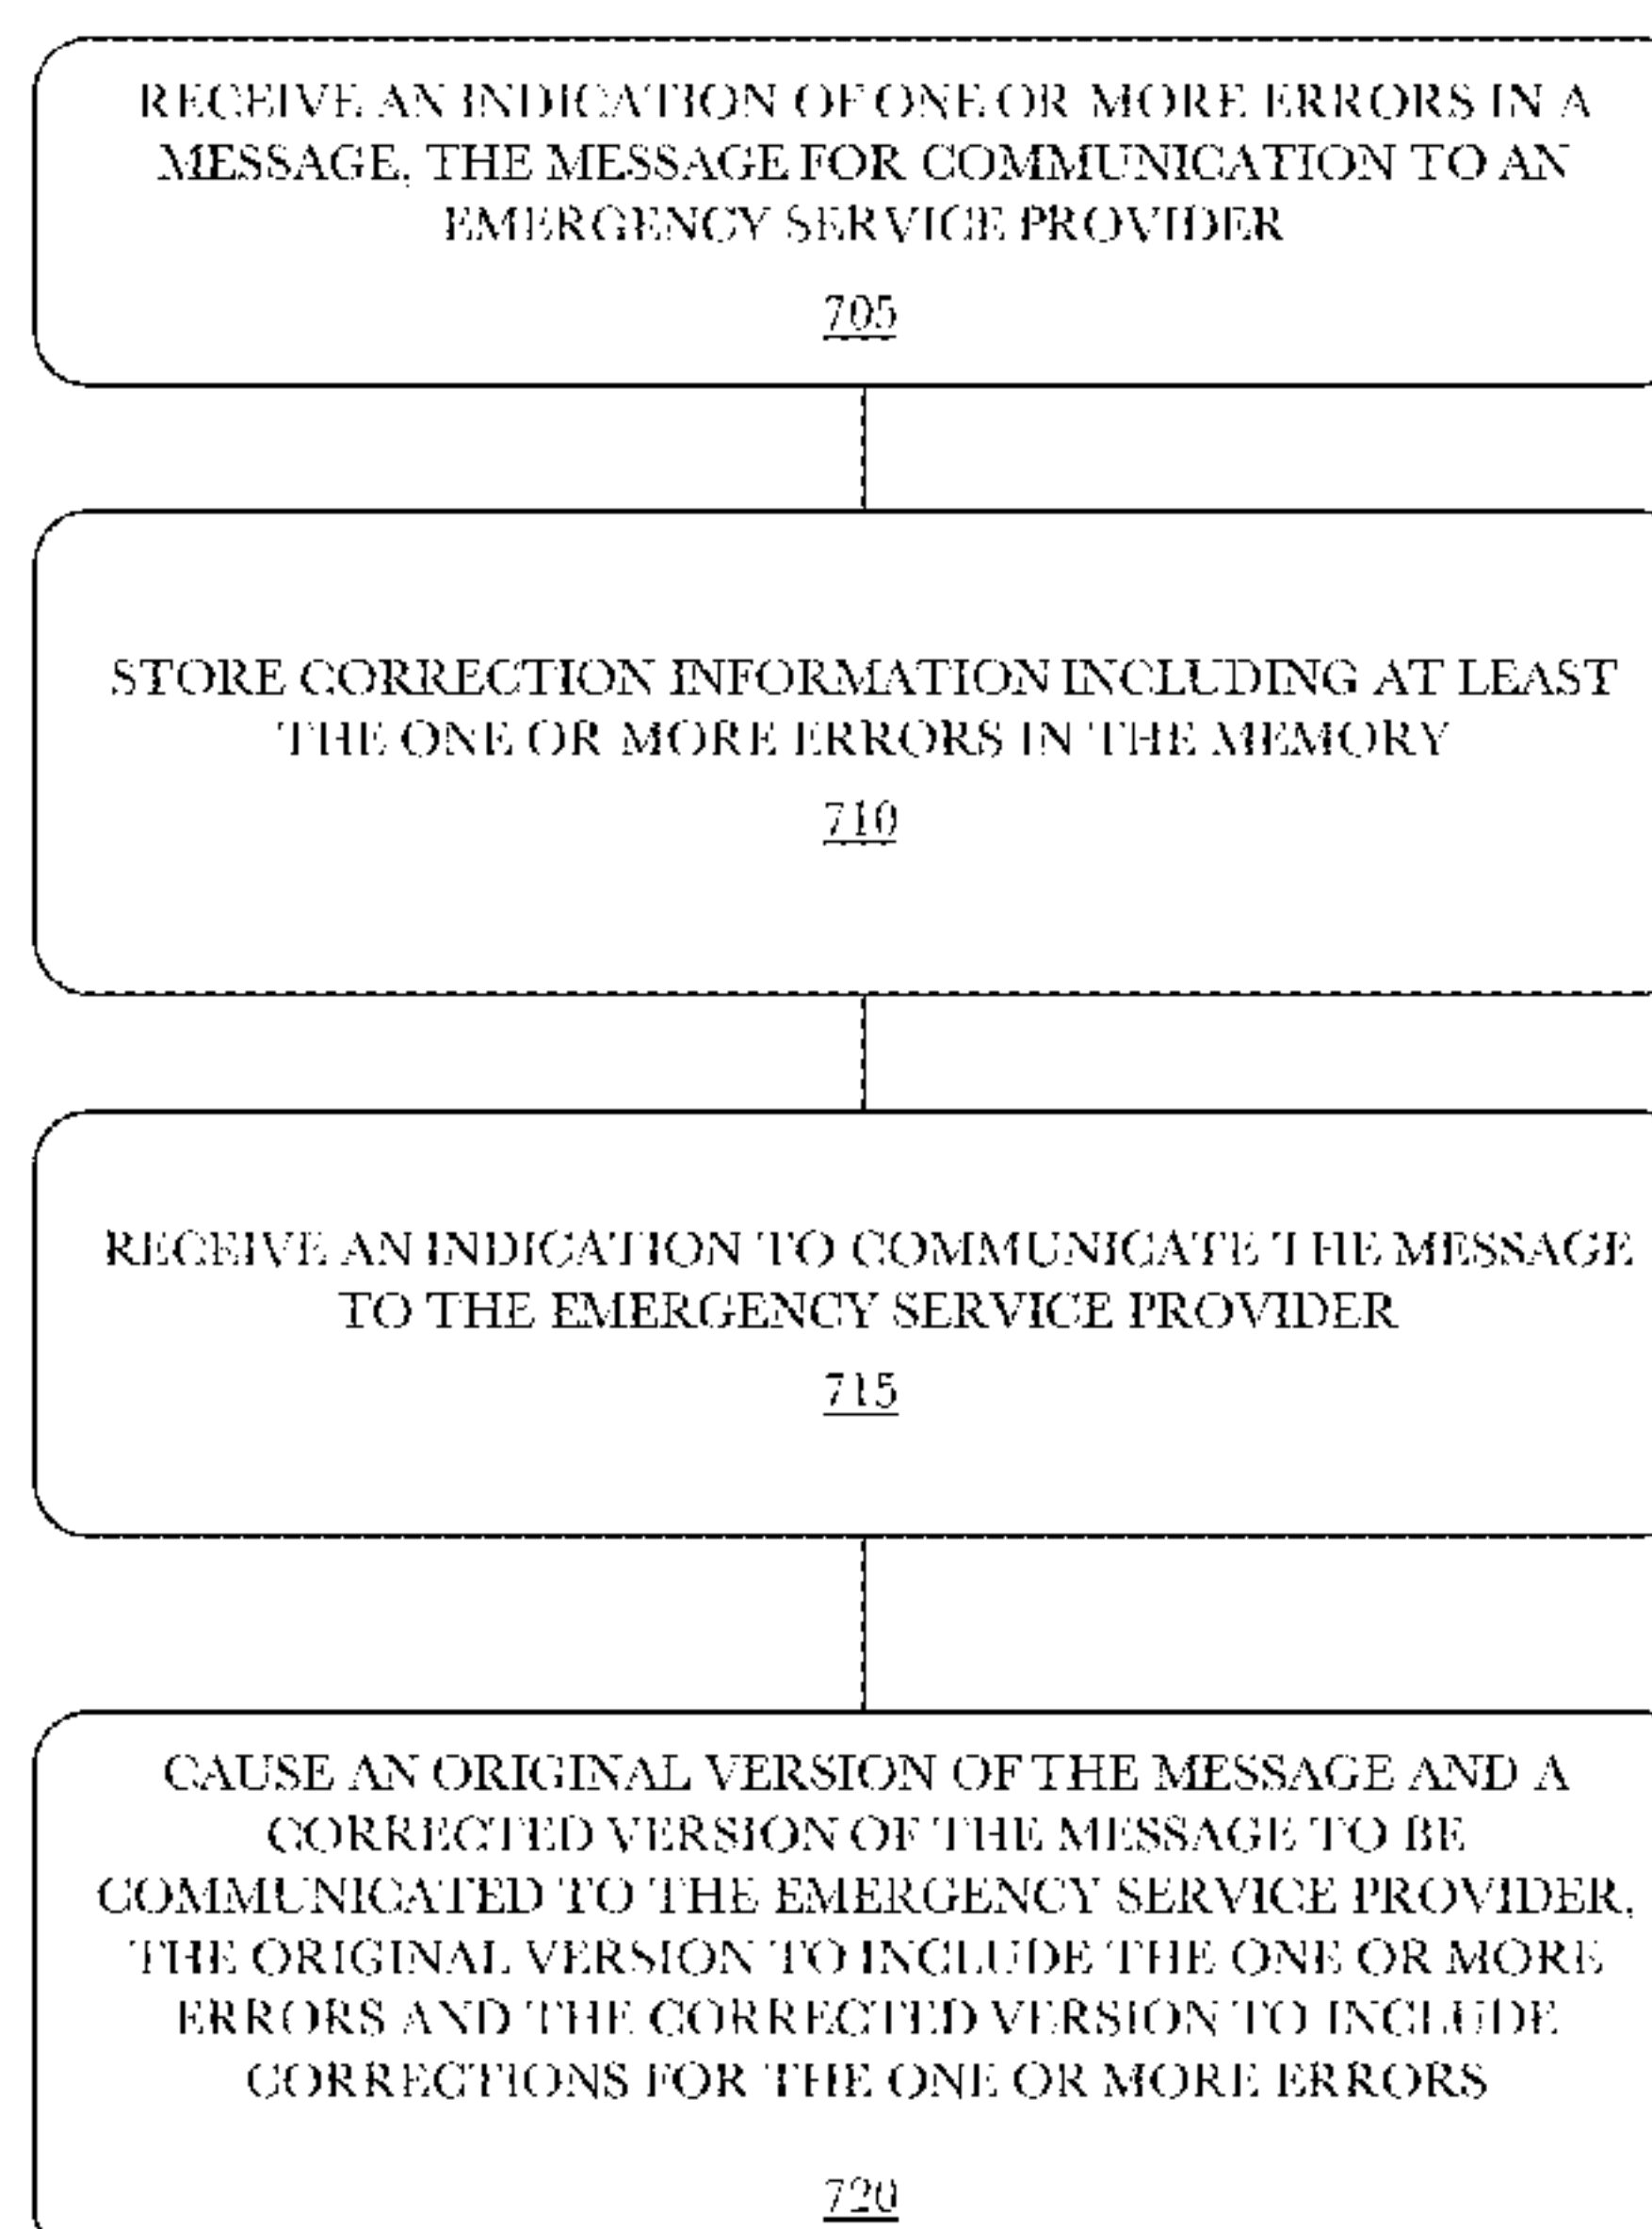 RECEIVE AN INDICATION OF ONE OR MORE ERRORS IN A
MESSAGE, THE MESSAGE FOR COMMUNICATION TO AN
EMERGENCY SERVICE PROVIDER
705
STORE CORRECTION INFORMATION INCLUDING AT LEAST
THE ONE OR MORE ERRORS IN THE MEMORY
710
RECEIVE AN INDICATION TO COMMUNICATE THE MESSAGE
TO THE EMERGENCY SERVICE PROVIDER
715
CAUSE AN ORIGINAL VERSION OF THE MESSAGE AND A
CORRECTED VERSION OF THE MESSAGE TO BE
COMMUNICATED TO THE EMERGENCY SERVICE PROVIDER,
THE ORIGINAL VERSION TO INCLUDE THE ONE OR MORE
ERRORS AND THE CORRECTED VERSION TO INCLUDE
CORRECTIONS FOR THE ONE OR MORE ERRORS
720